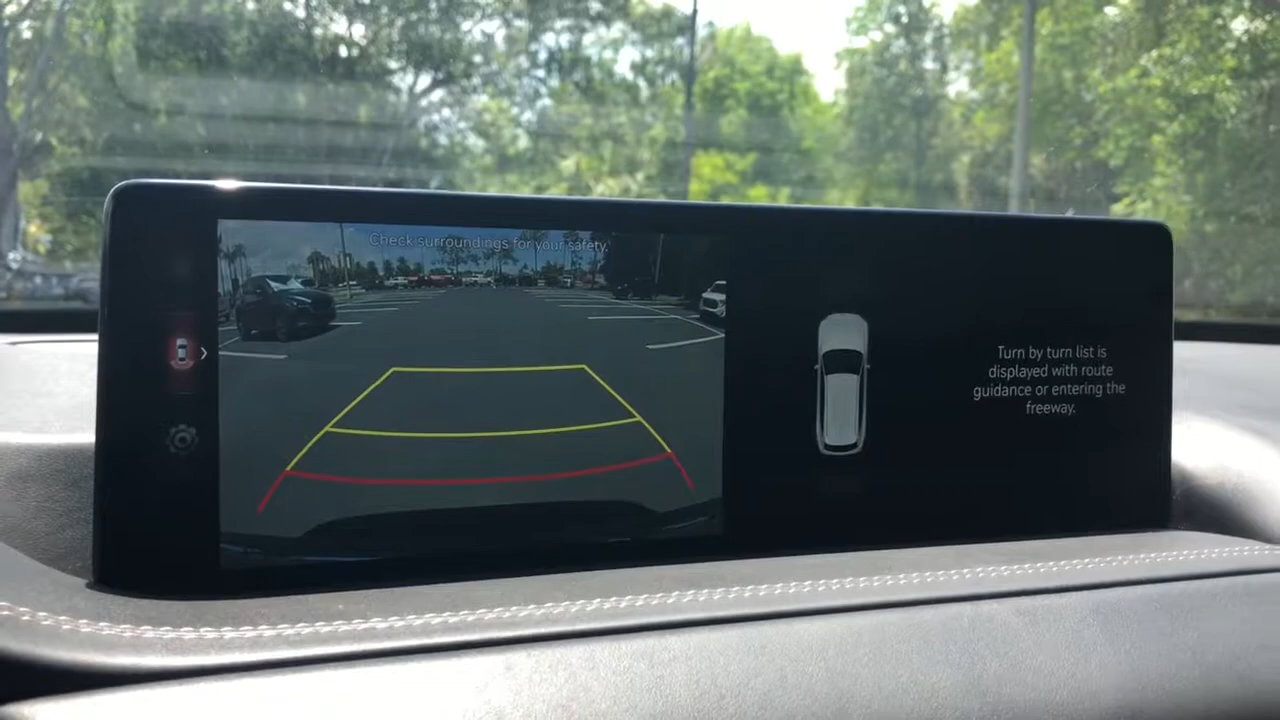 Check surroundings for your safety.
Turn by turn list is
displayed with route
guidance or entering the
freeway.